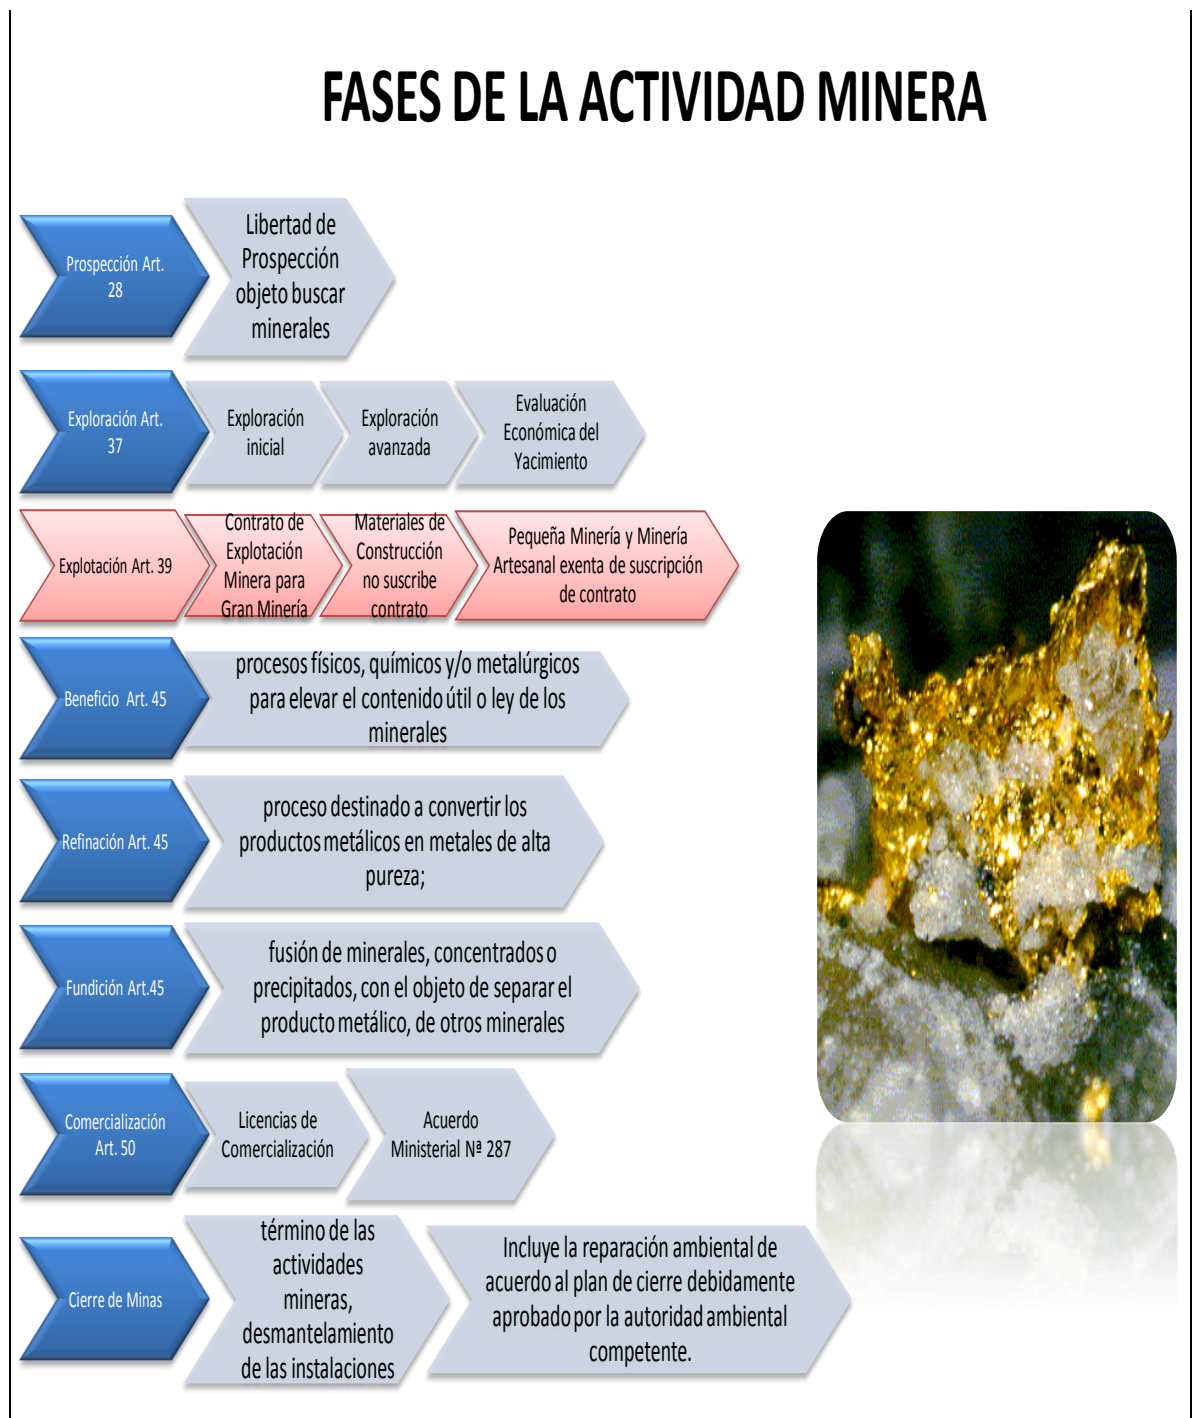 FASES DE LA ACTIVIDAD MINERA
Prospección Art.
28
Libertad de
Prospección
objeto buscar
minerales
Exploración Art.
37
Exploración
inicial
Exploración
avanzada
Evaluación
Económica del
Yacimiento
Explotación Art. 39
Contrato de
Explotación
Minera para
Gran Minería
Materiales de
Construcción
no suscribe
contrato
Pequeña Minería y Minería
Artesanal exenta de suscripción
de contrato
Beneficio Art. 45
procesos físicos, químicos y/o metalúrgicos
para elevar el contenido útil o ley de los
minerales
Refinación Art. 45
proceso destinado a convertir los
productos metálicos en metales de alta
pureza;
Fundición Art.45
fusión de minerales, concentrados o
precipitados, con el objeto de separar el
producto metálico, de otros minerales
Comercialización
Art. 50
Licencias de
Comercialización
Acuerdo
Ministerial Nª 287
Cierre de Minas
término de las
actividades
mineras,
desmantelamiento
de las instalaciones
Incluye la reparación ambiental de
acuerdo al plan de cierre debidamente
aprobado por la autoridad ambiental
competente.